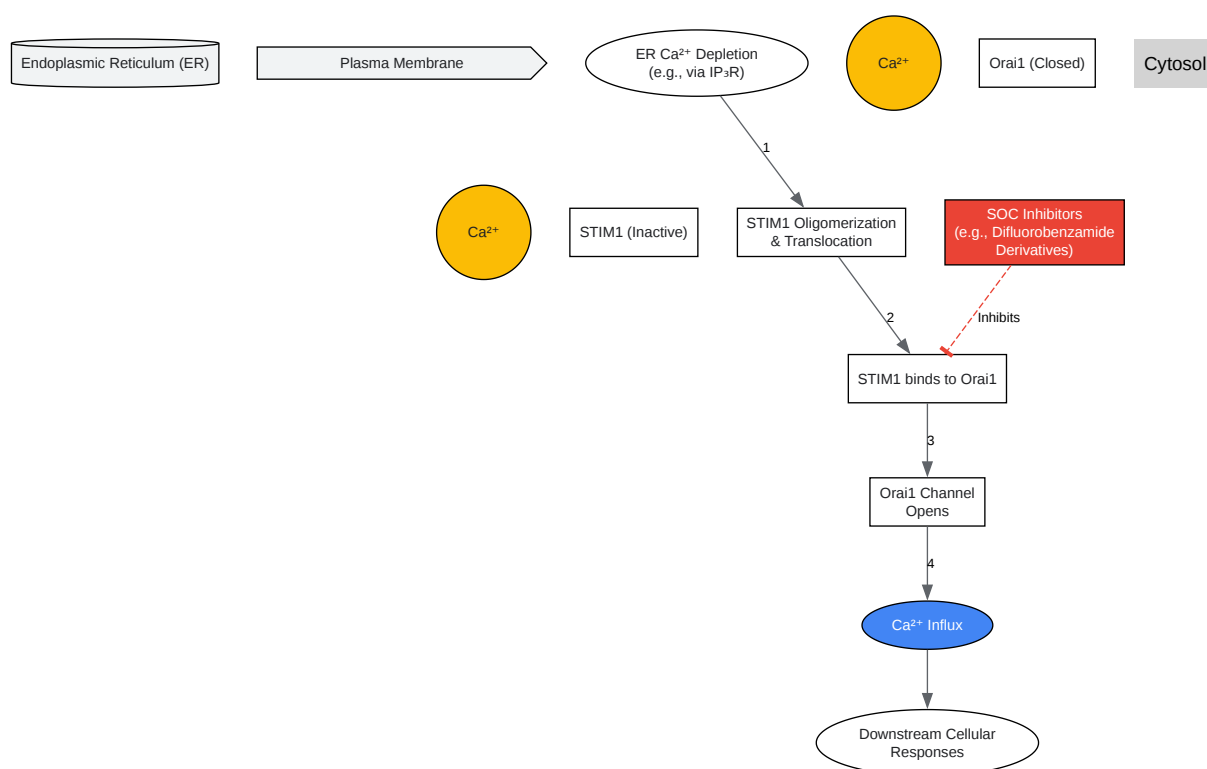 Endoplasmic Reticulum (ER)
Plasma Membrane
ER Ca²⁺ Depletion
(e.g., via IP₃R)
Ca²⁺
Orai1 (Closed)
Cytosol
1
Ca²⁺
STIM1 (Inactive)
STIM1 Oligomerization
& Translocation
SOC Inhibitors
(e.g., Difluorobenzamide
Derivatives)
2
Inhibits
STIM1 binds to Orai1
3
Orai1 Channel
Opens
4
Ca²⁺ Influx
Downstream Cellular
Responses